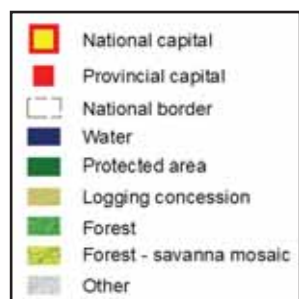 National capital
Provincial capital
National border
Water
Protected area
Logging concession
Forest
Forest - savanna mosaic
Other